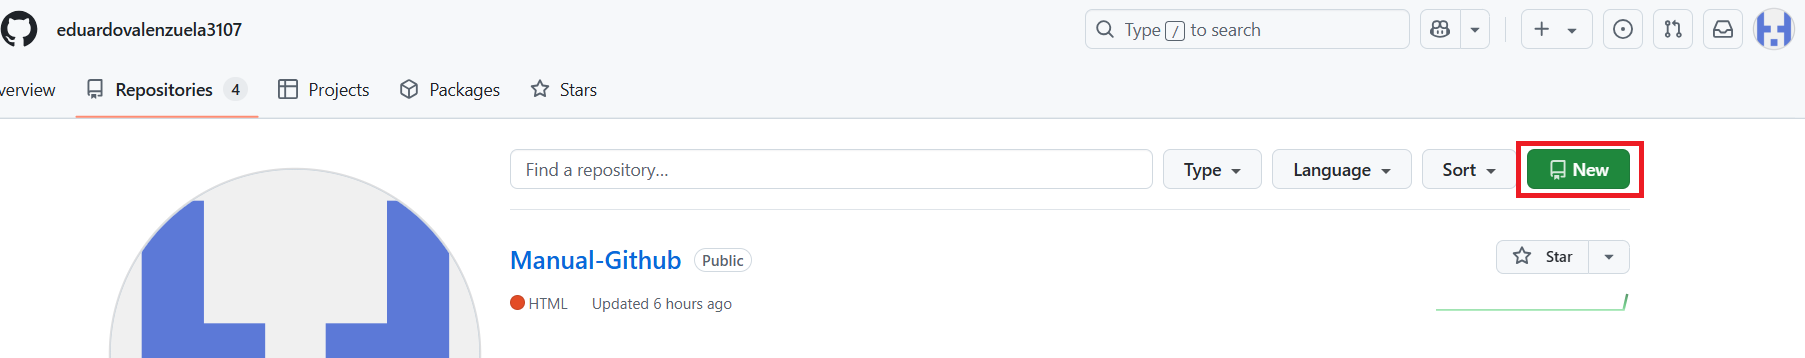 eduardovalenzuela3107
Type / to search
verview
Repositories 4
Projects
Packages
Stars
Find a repository...
Type
Language
Sort
New
Manual-Github
Public
Star
HTML
Updated 6 hours ago